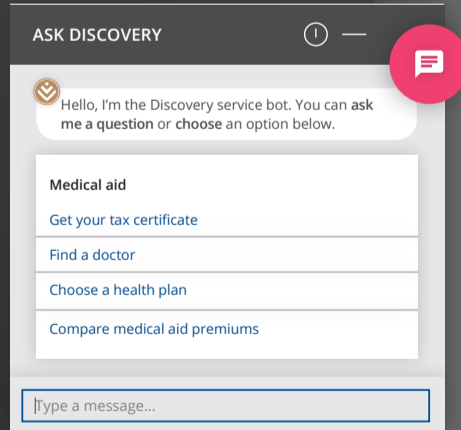 ASK DISCOVERY
Hello, I’m the Discovery service bot. You can ask
me a question or choose an option below.
Medical aid
Get your tax certificate
Find a doctor
Choose a health plan
Compare medical aid premiums
Type a message...